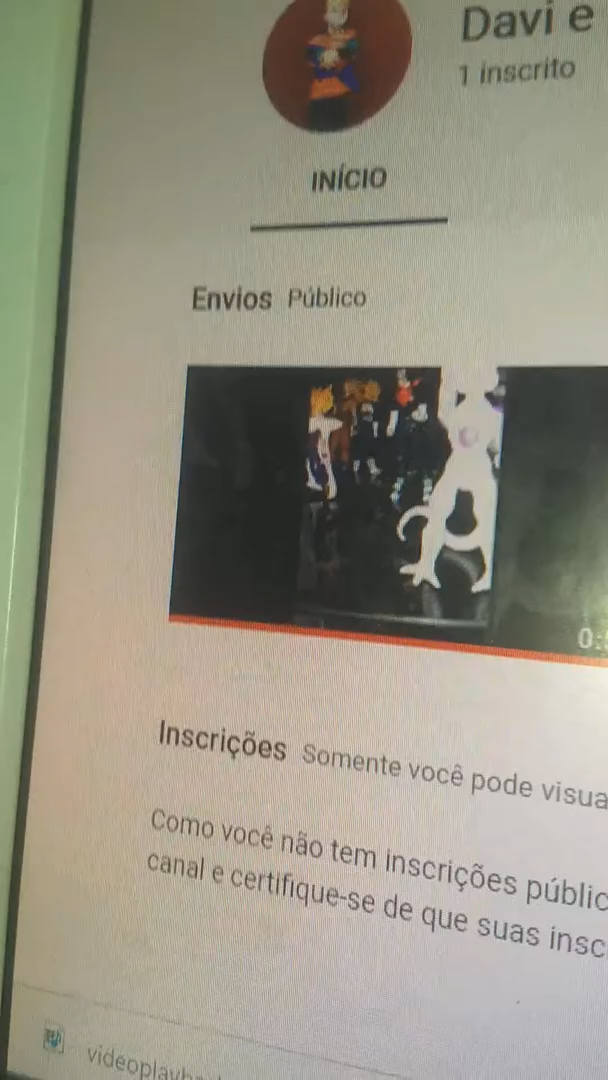 Davi e
1 inscrito
INÍCIO
Envios Público
Inscrições Somente você pode visua
Como você não tem inscrições públic
canal e certifique-se de que suas insc